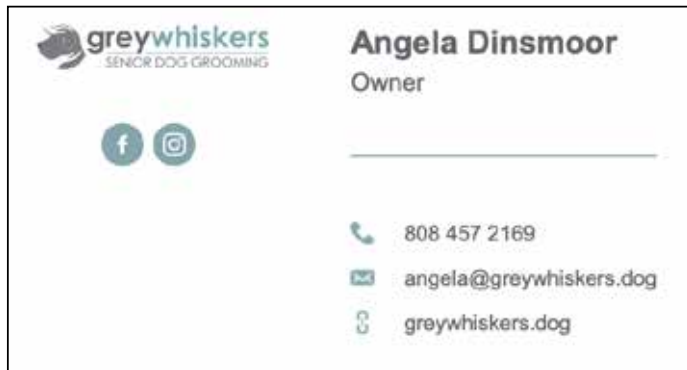 greywhiskers
SENIOR DOG GROOMING
Angela Dinsmoor
Owner
808 457 2169
angela@greywhiskers.dog
greywhiskers.dog